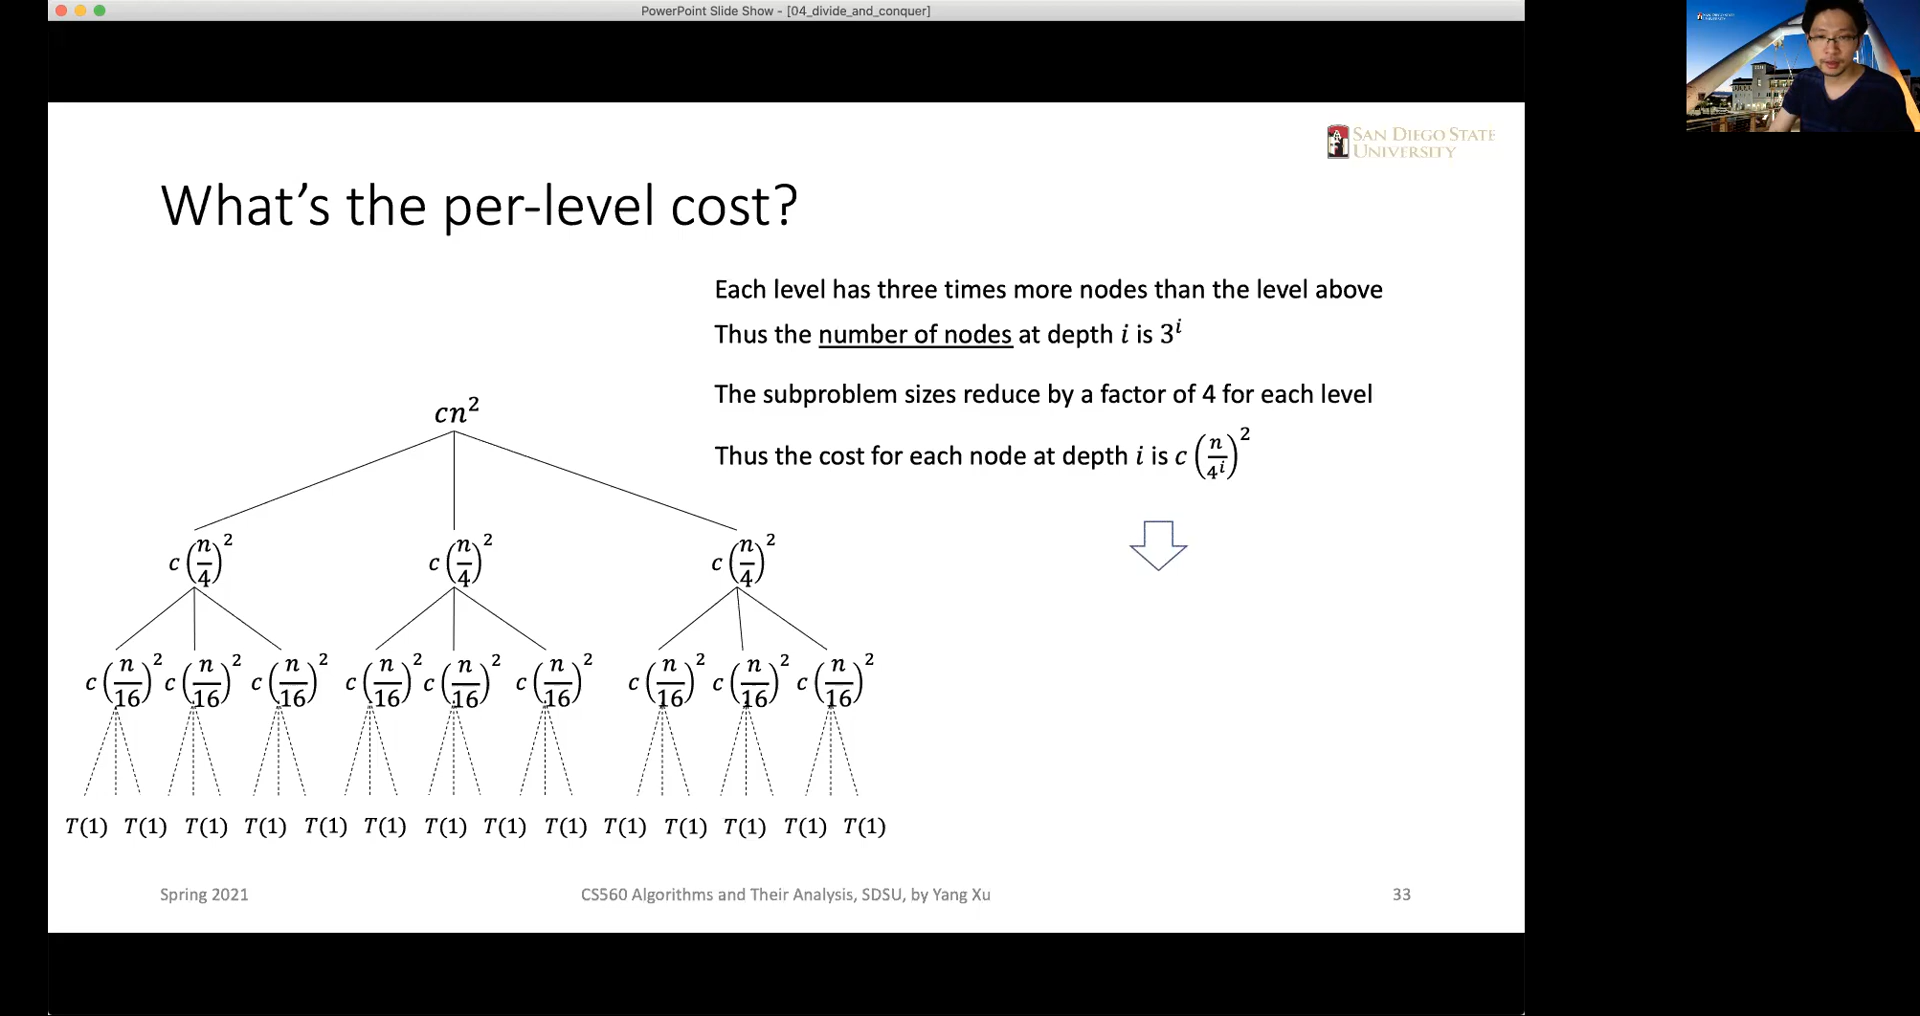 PowerPoint Slide Show - [04_divide_and_conquer]
SAN DIEGO STATE
UNIVERSITY
What's the per-level cost?
Each level has three times more nodes than the level above
Thus the number of nodes at depth i is 3^i
The subproblem sizes reduce by a factor of 4 for each level
Thus the cost for each node at depth i is c (n/4^i)^2
cn^2
c (n/4)^2 c (n/4)^2 c (n/4)^2
c (n/16)^2 c (n/16)^2 c (n/16)^2 c (n/16)^2 c (n/16)^2 c (n/16)^2 c (n/16)^2 c (n/16)^2 c (n/16)^2
T(1) T(1) T(1) T(1) T(1) T(1) T(1) T(1) T(1) T(1) T(1) T(1) T(1) T(1)
Spring 2021 CS560 Algorithms and Their Analysis, SDSU, by Yang Xu 33